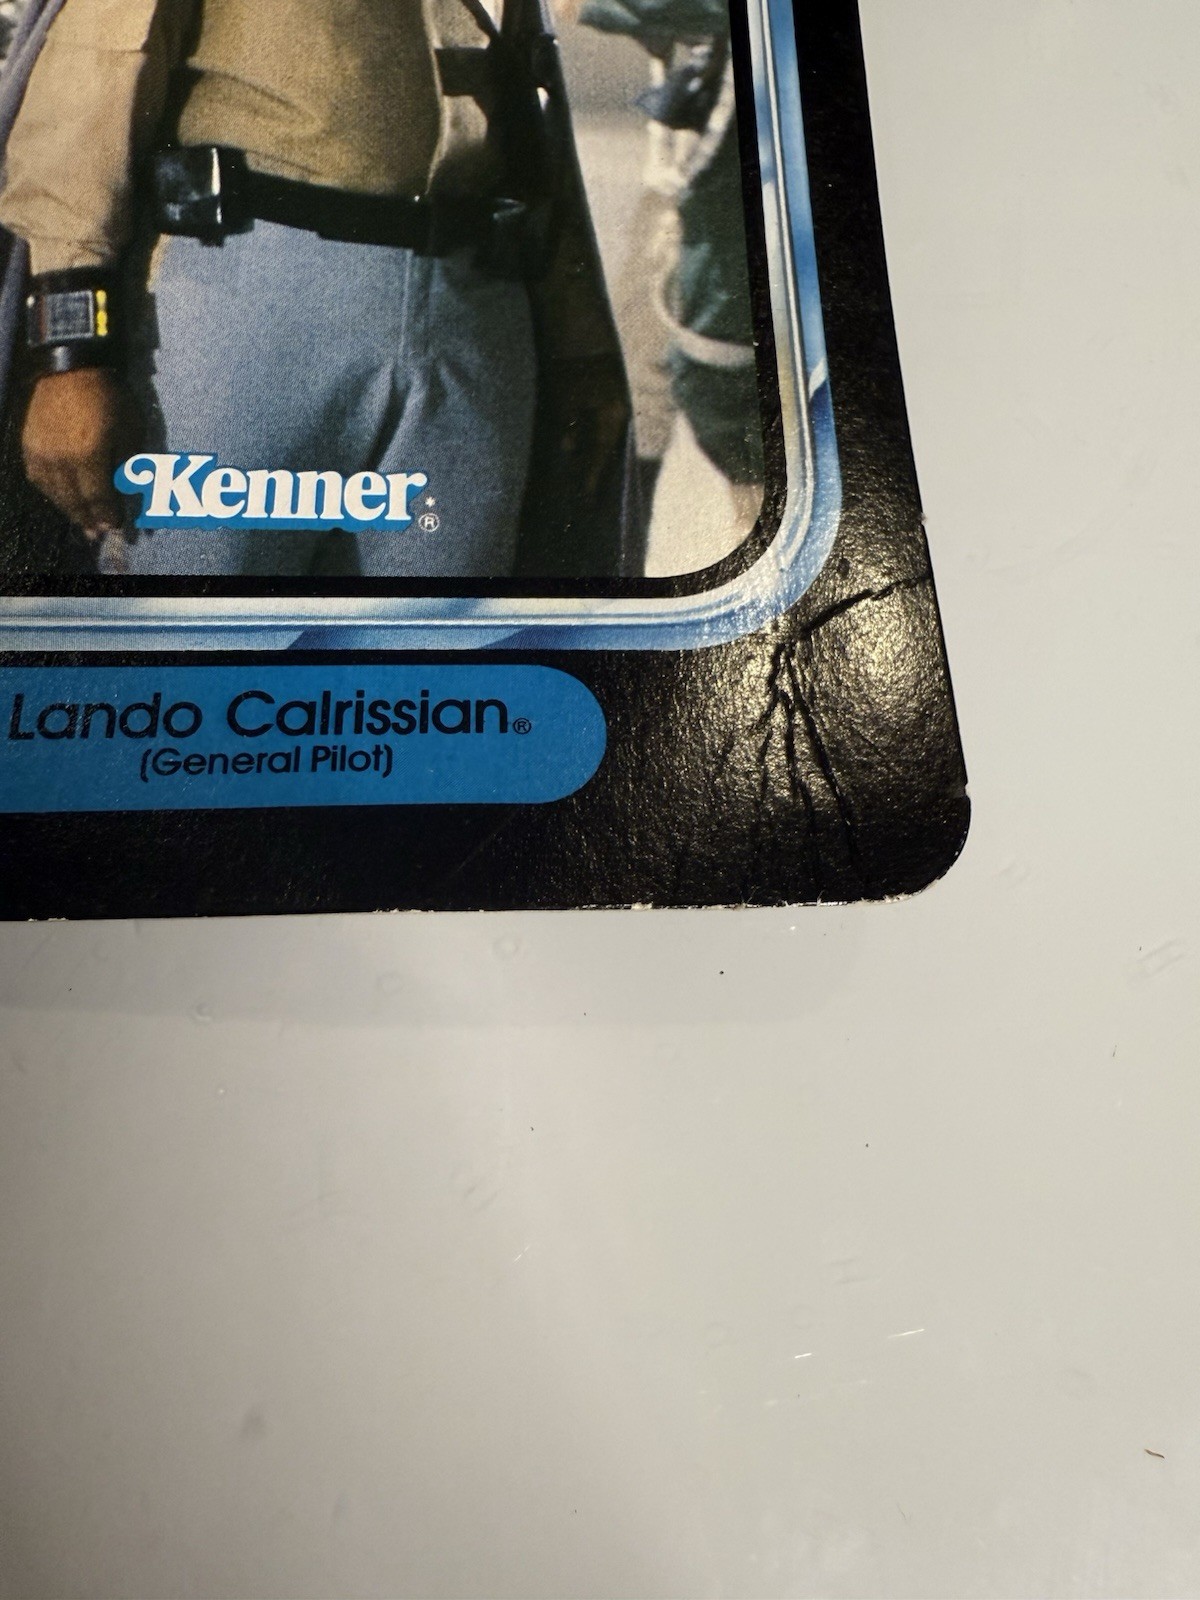 Kenner®
Lando Calrissian®
(General Pilot)